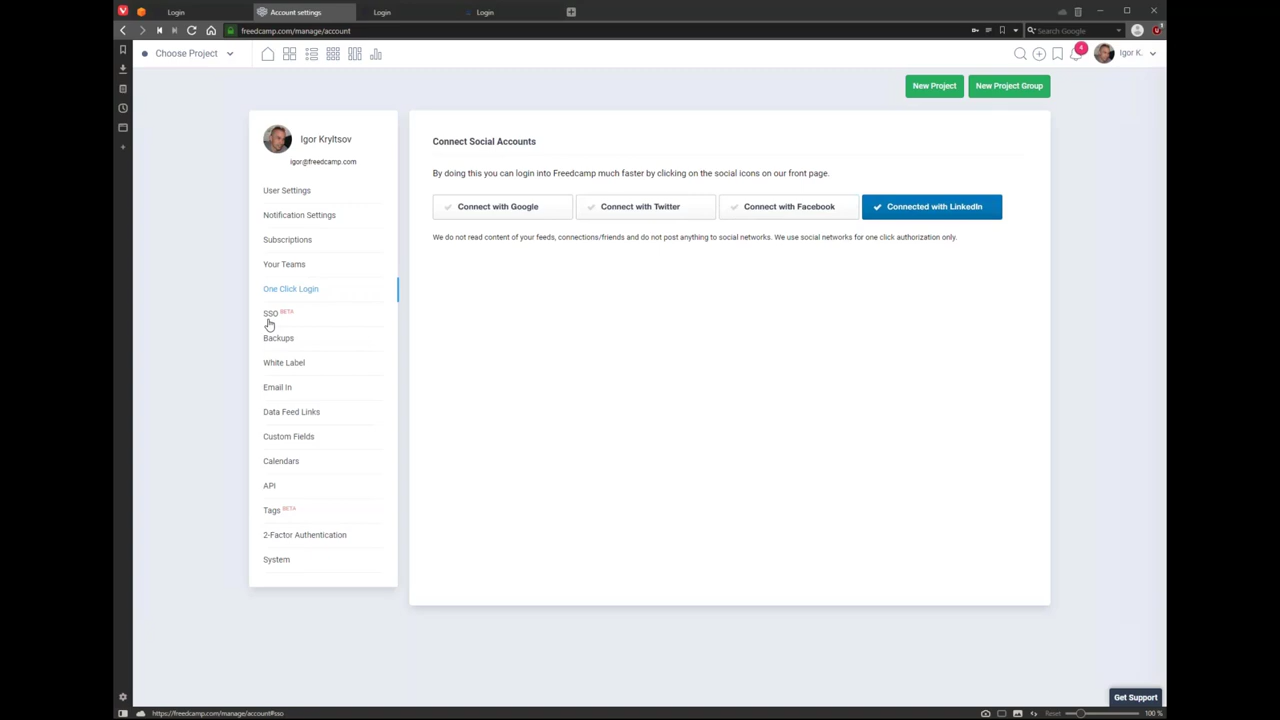 Login
Account settings
Login
Login
freedcamp.com/manage/account
Search Google
Choose Project
4
Igor K.
New Project
New Project Group
Igor Kryltsov
igor@freedcamp.com
User Settings
Notification Settings
Subscriptions
Your Teams
One Click Login
SSO BETA
Backups
White Label
Email In
Data Feed Links
Custom Fields
Calendars
API
Tags BETA
2-Factor Authentication
System
Connect Social Accounts
By doing this you can login into Freedcamp much faster by clicking on the social icons on our front page.
Connect with Google
Connect with Twitter
Connect with Facebook
Connected with LinkedIn
We do not read content of your feeds, connections/friends and do not post anything to social networks. We use social networks for one click authorization only.
Get Support
https://freedcamp.com/manage/account#sso
Reset
100 %